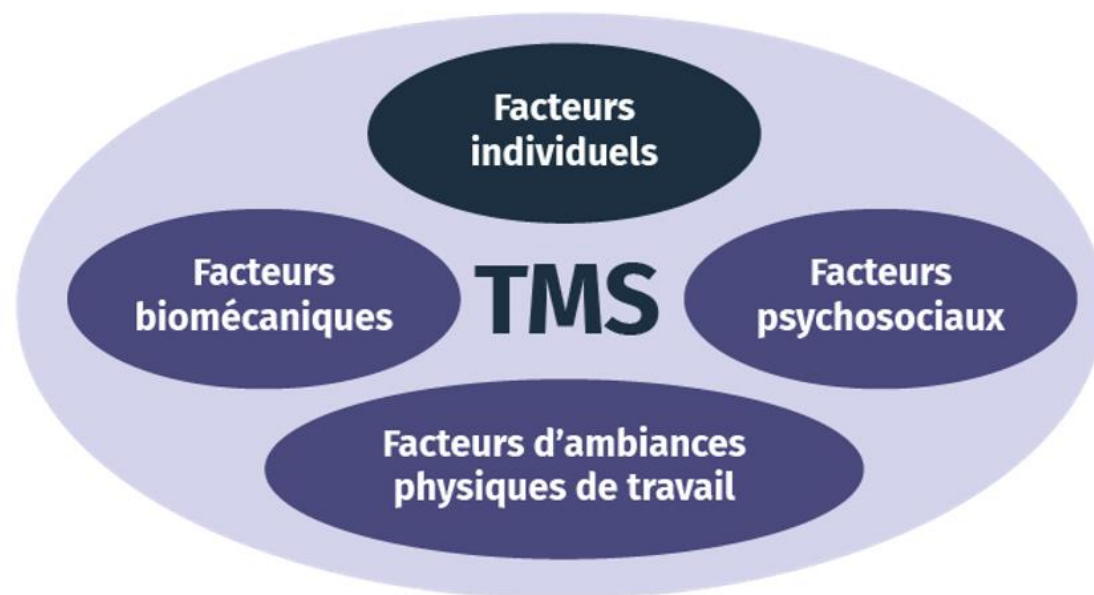 Facteurs
individuels
Facteurs
biomécaniques
TMS
Facteurs
psychosociaux
Facteurs d’ambiances
physiques de travail